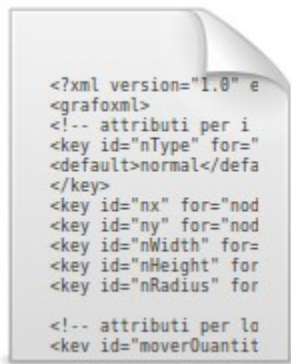 <?xml version="1.0" e
<grafoxml>
<!-- attributi per i
<key id="nType" for="
<default>normal</defa
</key>
<key id="nx" for="nod
<key id="ny" for="nod
<key id="nWidth" for=
<key id="nHeight" for
<key id="nRadius" for
<!-- attributi per lo
<key id="moverQuantit